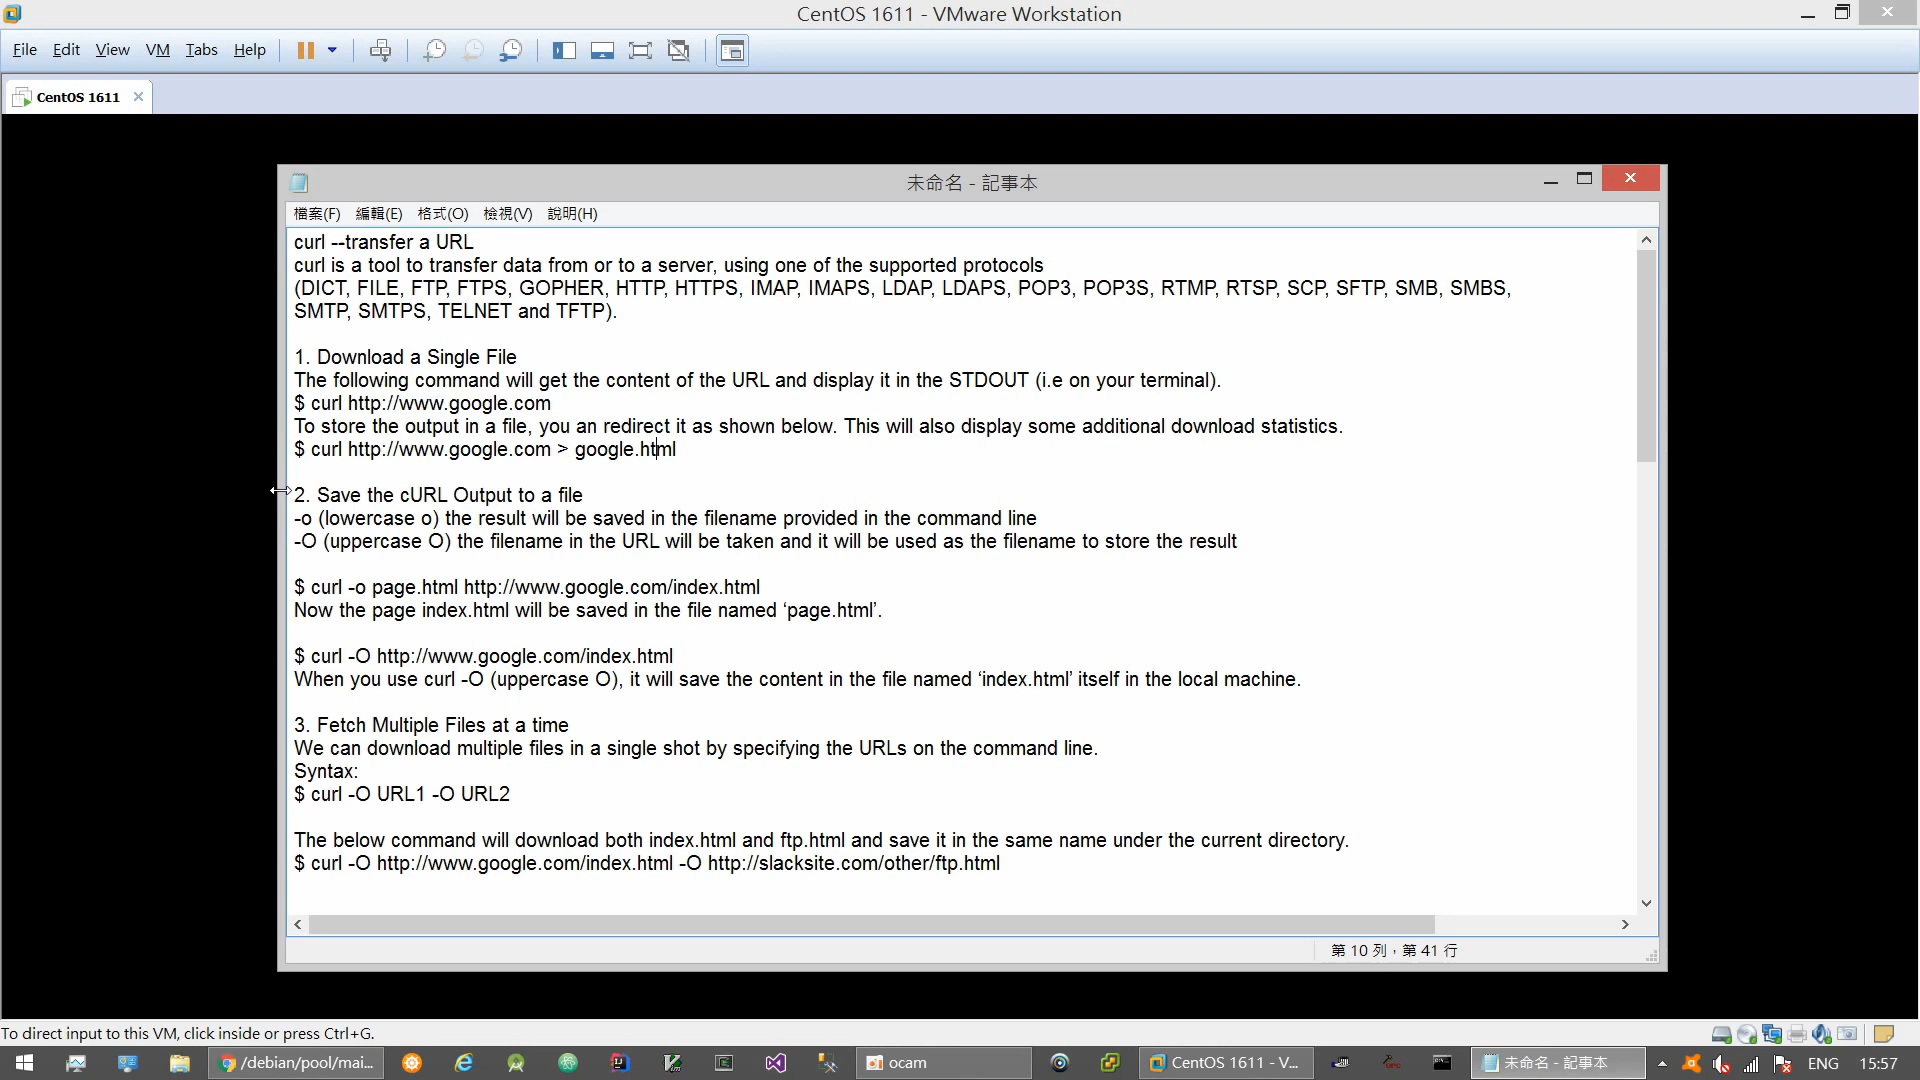 CentOS 1611 - VMware Workstation
File Edit View VM Tabs Help
CentOS 1611
未命名 - 記事本
檔案(F) 編輯(E) 格式(O) 檢視(V) 說明(H)
curl --transfer a URL
curl is a tool to transfer data from or to a server, using one of the supported protocols
(DICT, FILE, FTP, FTPS, GOPHER, HTTP, HTTPS, IMAP, IMAPS, LDAP, LDAPS, POP3, POP3S, RTMP, RTSP, SCP, SFTP, SMB, SMBS,
SMTP, SMTPS, TELNET and TFTP).
1. Download a Single File
The following command will get the content of the URL and display it in the STDOUT (i.e on your terminal).
$ curl http://www.google.com
To store the output in a file, you an redirect it as shown below. This will also display some additional download statistics.
$ curl http://www.google.com > google.html
2. Save the cURL Output to a file
-o (lowercase o) the result will be saved in the filename provided in the command line
-O (uppercase O) the filename in the URL will be taken and it will be used as the filename to store the result
$ curl -o page.html http://www.google.com/index.html
Now the page index.html will be saved in the file named ‘page.html’.
$ curl -O http://www.google.com/index.html
When you use curl -O (uppercase O), it will save the content in the file named ‘index.html’ itself in the local machine.
3. Fetch Multiple Files at a time
We can download multiple files in a single shot by specifying the URLs on the command line.
Syntax:
$ curl -O URL1 -O URL2
The below command will download both index.html and ftp.html and save it in the same name under the current directory.
$ curl -O http://www.google.com/index.html -O http://slacksite.com/other/ftp.html
第 10 列，第 41 行
To direct input to this VM, click inside or press Ctrl+G.
/debian/pool/mai... ocam CentOS 1611 - V... 未命名 - 記事本 ENG 15:57